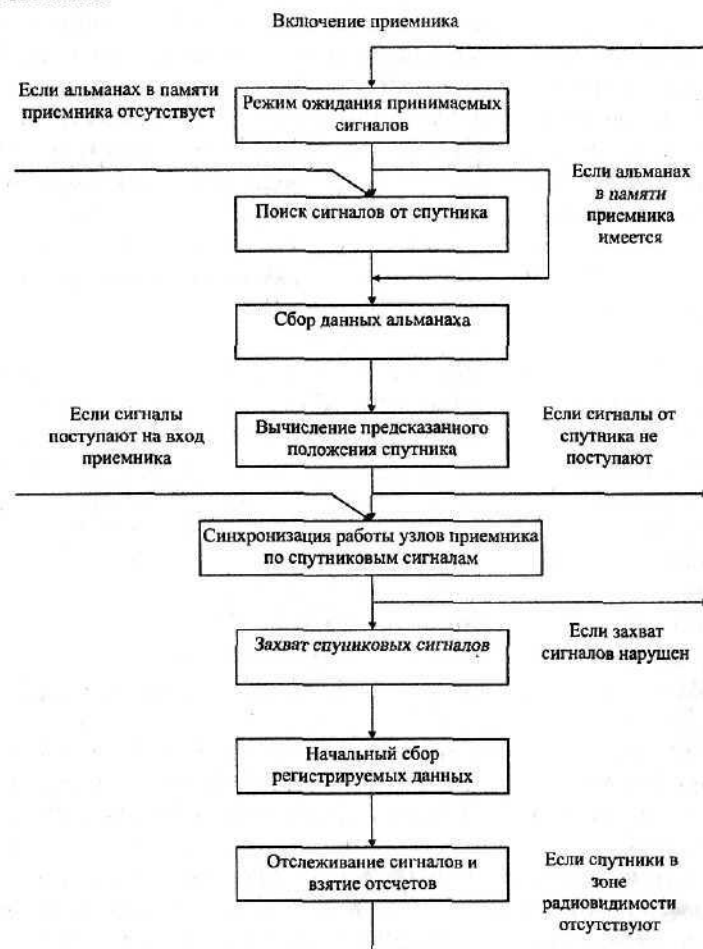 Включение приемника
Если альманах в памяти
приемника отсутствует
Режим ожидания принимаемых
сигналов
Если альманах
в памяти
приемника
имеется
Поиск сигналов от спутника
Сбор данных альманаха
Если сигналы
поступают на вход
приемника
Вычисление предсказанного
положения спутника
Если сигналы от
спутника не
поступают
Синхронизация работы узлов приемника
по спутниковым сигналам
Захват спуниковых сигналов
Если захват
сигналов нарушен
Начальный сбор
регистрируемых данных
Отслеживание сигналов и
взятие отсчетов
Если спутники в
зоне
радиовидимости
отсутствуют